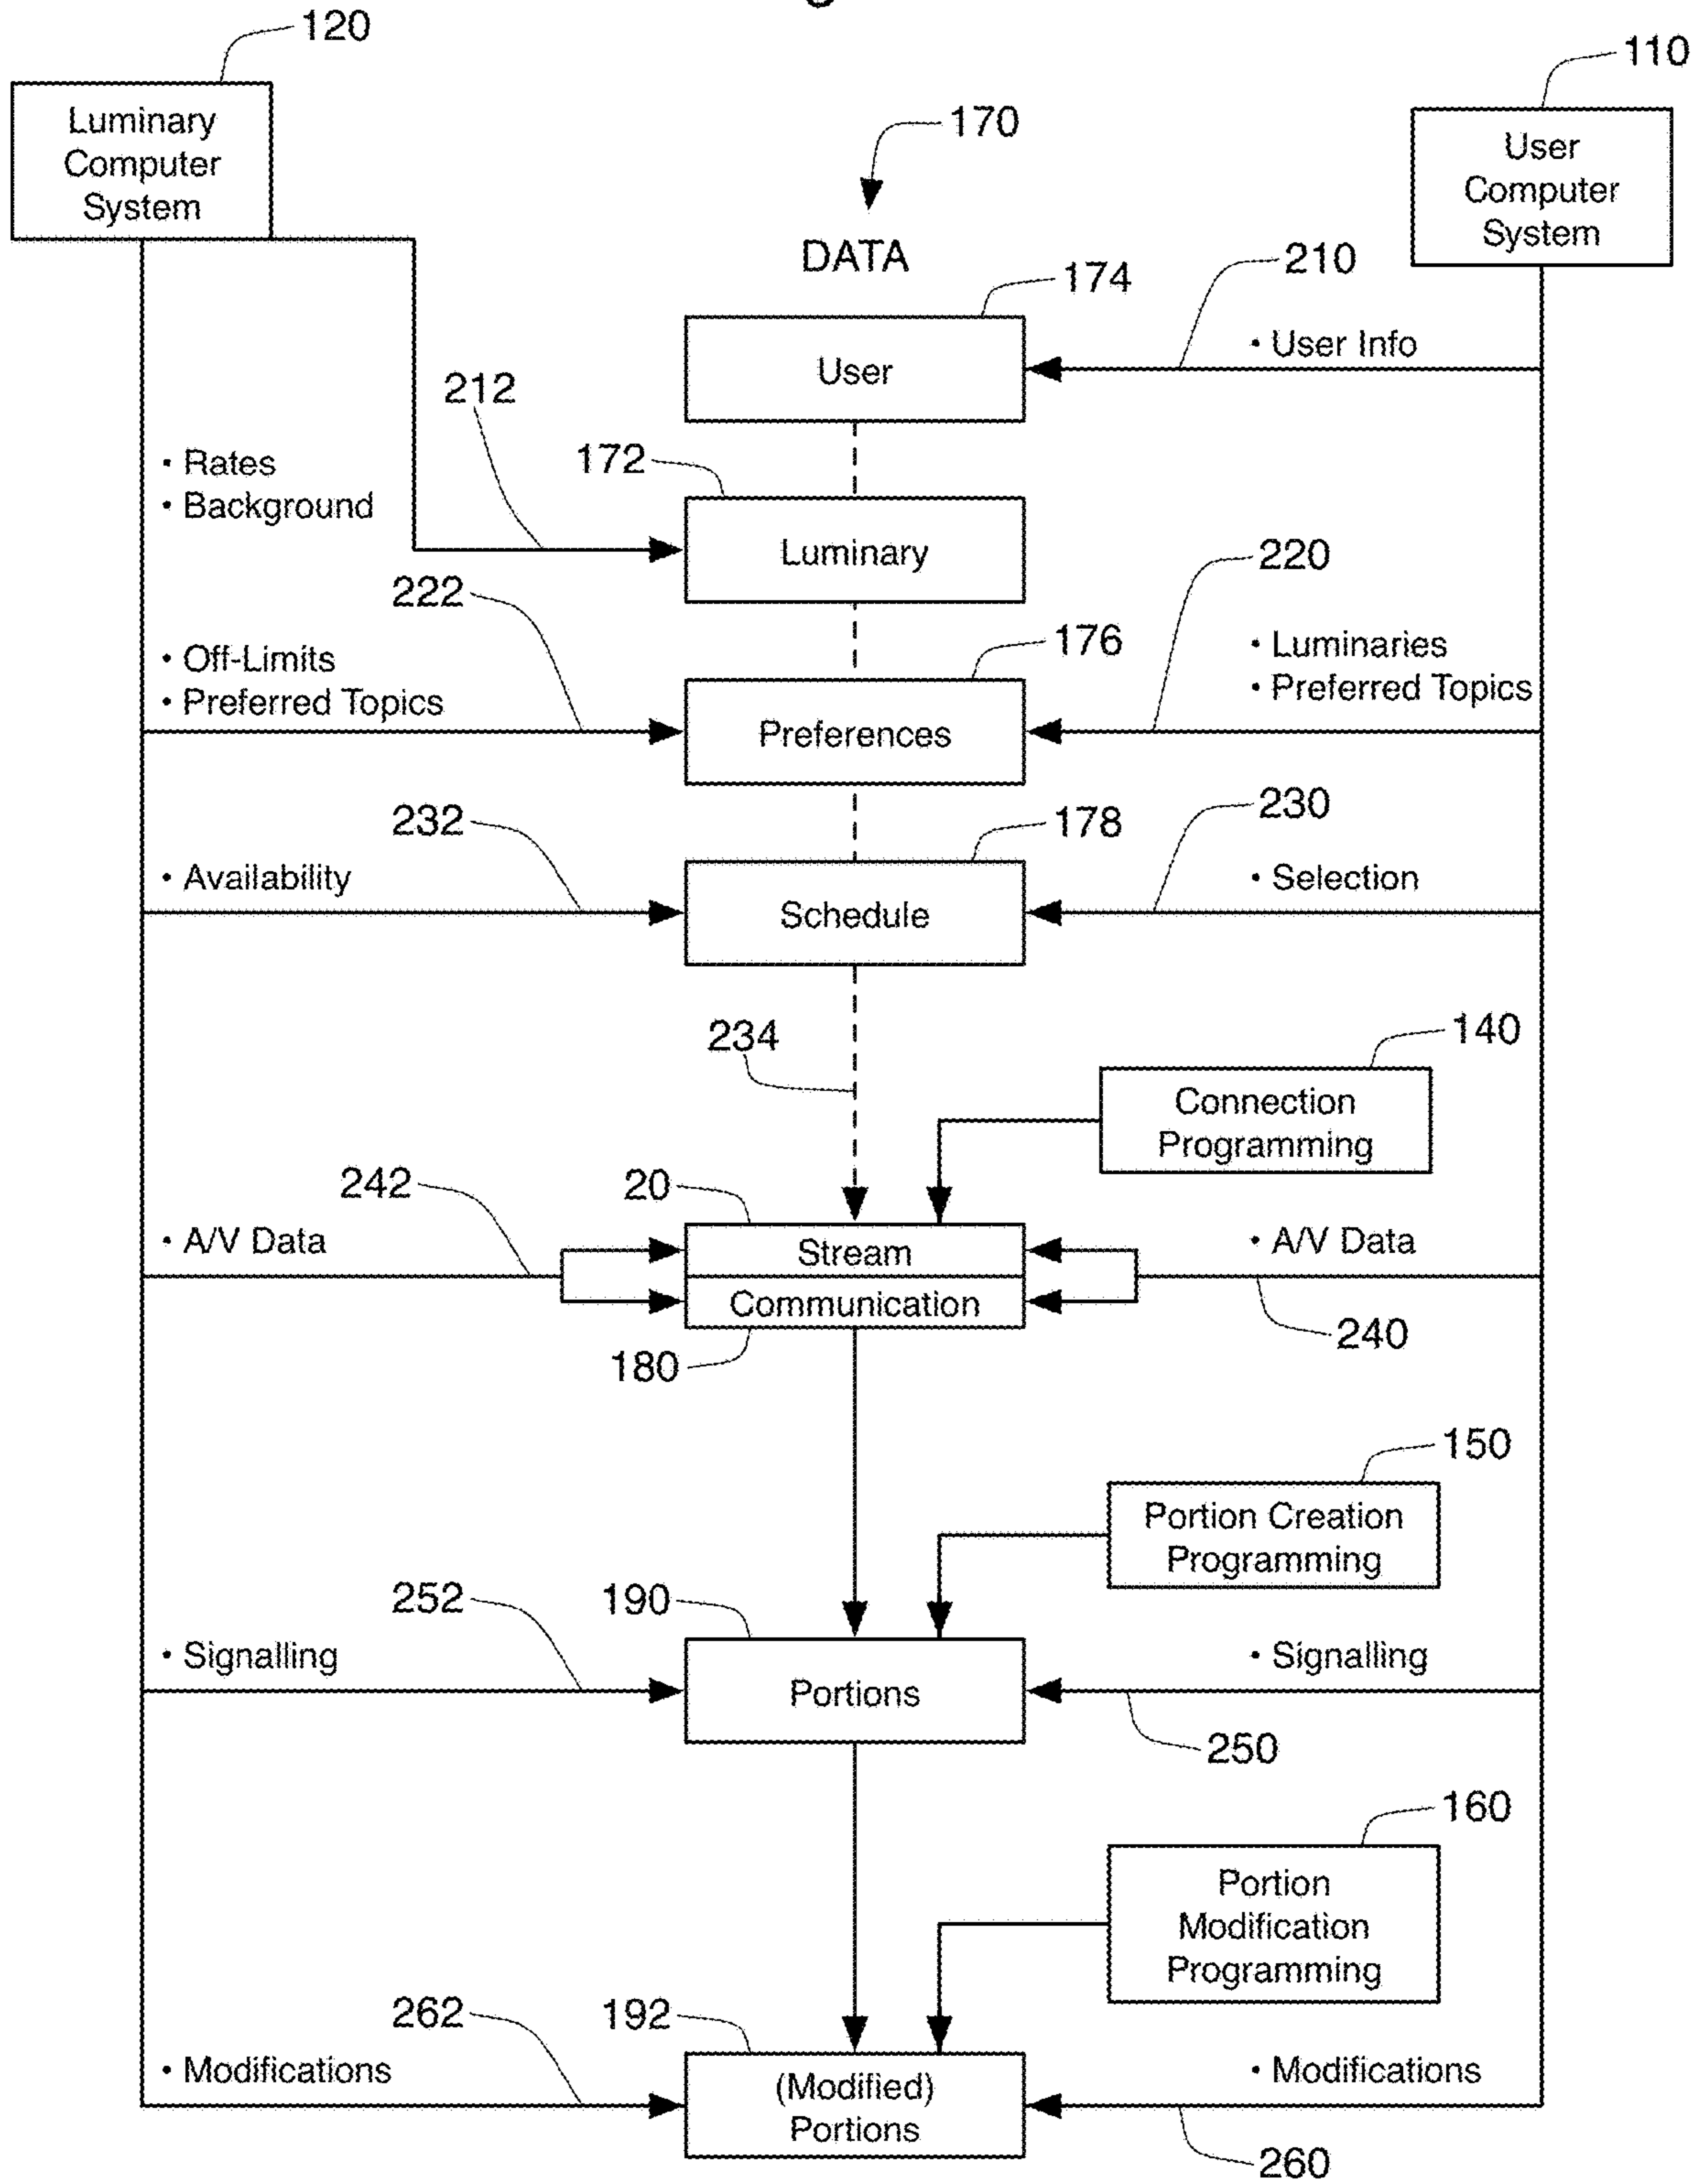 120
110
Luminary
Computer
System
User
Computer
System
170
DATA
174
210
User
• User Info
212
172
• Rates
• Background
Luminary
222
220
• Off-Limits
• Preferred Topics
176
• Luminaries
• Preferred Topics
Preferences
232
178
230
• Availability
Schedule
• Selection
234
140
Connection
Programming
242
20
• A/V Data
Stream
• A/V Data
Communication
180
240
150
Portion Creation
Programming
252
190
• Signalling
Portions
• Signalling
250
160
Portion
Modification
Programming
262
192
• Modifications
(Modified)
Portions
• Modifications
260